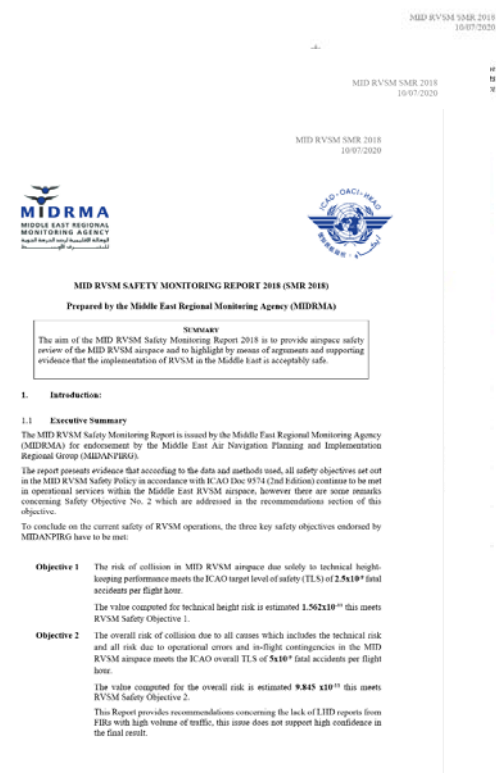 MID RVSM SMR 2018
10/07/2020
-4-
MID RVSM SMR 2018
10/07/2020
MID RVSM SMR 2018
10/07/2020
MIDRMA
MIDDLE EAST REGIONAL
MONITORING AGENCY
ICAO-OACI-ИКАО
MID RVSM SAFETY MONITORING REPORT 2018 (SMR 2018)
Prepared by the Middle East Regional Monitoring Agency (MIDRMA)
SUMMARY
The aim of the MID RVSM Safety Monitoring Report 2018 is to provide airspace safety
review of the MID RVSM airspace and to highlight by means of arguments and supporting
evidence that the implementation of RVSM in the Middle East is acceptably safe.
1. Introduction:
1.1 Executive Summary
The MID RVSM Safety Monitoring Report is issued by the Middle East Regional Monitoring Agency
(MIDRMA) for endorsement by the Middle East Air Navigation Planning and Implementation
Regional Group (MIDANPIRG).
The report presents evidence that according to the data and methods used, all safety objectives set out
in the MID RVSM Safety Policy in accordance with ICAO Doc 9574 (2nd Edition) continue to be met
in operational services within the Middle East RVSM airspace, however there are some remarks
concerning Safety Objective No. 2 which are addressed in the recommendations section of this
objective.
To conclude on the current safety of RVSM operations, the three key safety objectives endorsed by
MIDANPIRG have to be met:
Objective 1 The risk of collision in MID RVSM airspace due solely to technical height-
keeping performance meets the ICAO target level of safety (TLS) of 2.5x10⁻⁹ fatal
accidents per flight hour.
The value computed for technical height risk is estimated 1.562x10 this meets
RVSM Safety Objective 1.
Objective 2 The overall risk of collision due to all causes which includes the technical risk
and all risk due to operational errors and in-flight contingencies in the MID
RVSM airspace meets the ICAO overall TLS of 5x10⁻⁹ fatal accidents per flight
hour.
The value computed for the overall risk is estimated 9.845 x10 this meets
RVSM Safety Objective 2.
This Report provides recommendations concerning the lack of LHD reports from
FIRs with high volume of traffic, this issue does not support high confidence in
the final result.